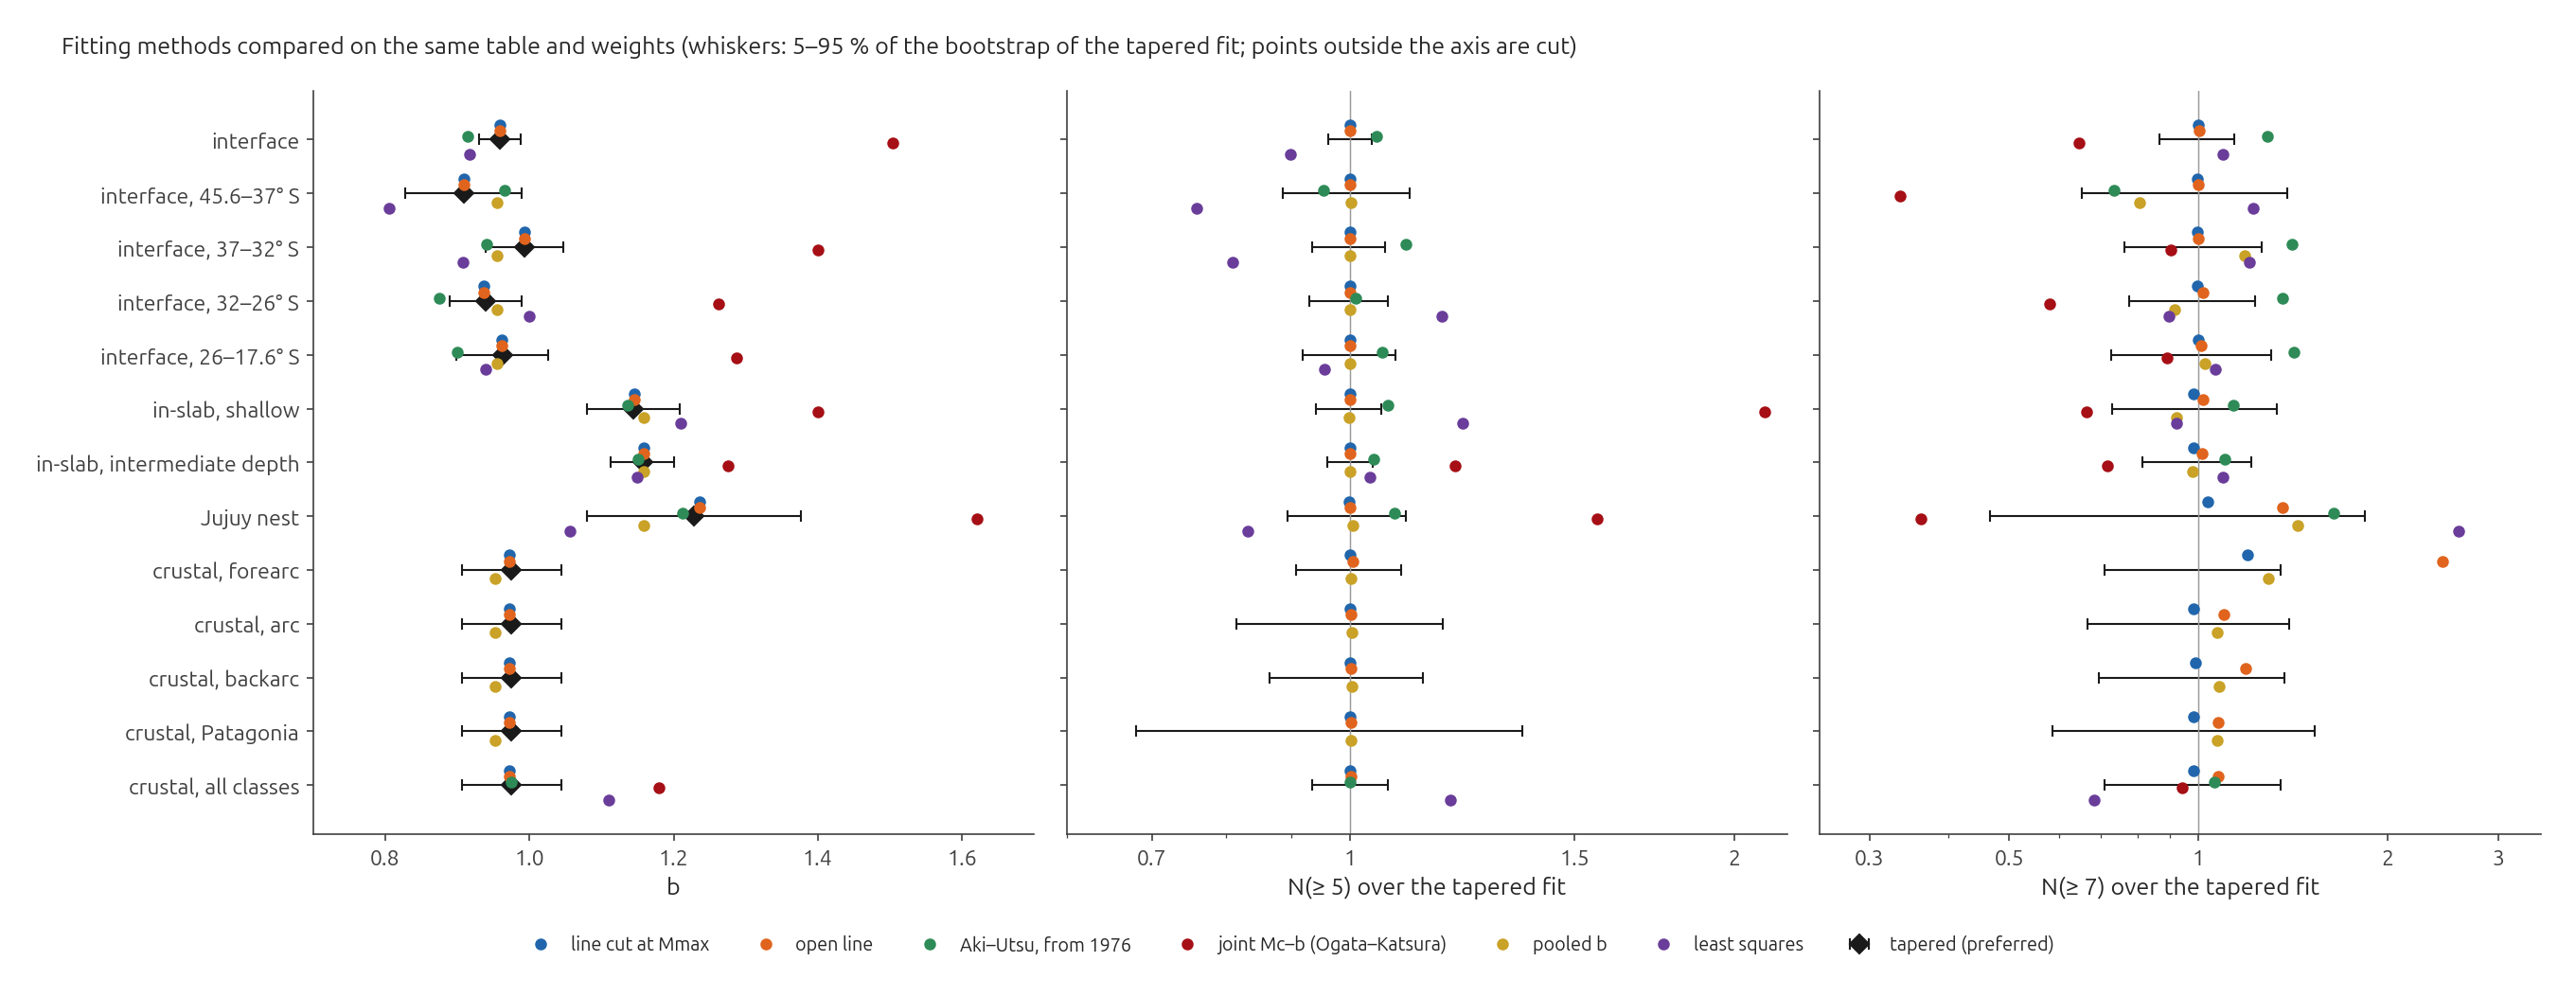 Fitting methods compared on the same table and weights (whiskers: 5–95 % of the bootstrap of the tapered fit; points outside the axis are cut)
interface
interface, 45.6–37° S
interface, 37–32° S
interface, 32–26° S
interface, 26–17.6° S
in-slab, shallow
in-slab, intermediate depth
Jujuy nest
crustal, forearc
crustal, arc
crustal, backarc
crustal, Patagonia
crustal, all classes
0.8 1.0 1.2 1.4 1.6
b
0.7 1 1.5 2
N(≥ 5) over the tapered fit
0.3 0.5 1 2 3
N(≥ 7) over the tapered fit
line cut at Mmax open line Aki–Utsu, from 1976 joint Mc–b (Ogata–Katsura) pooled b least squares tapered (preferred)